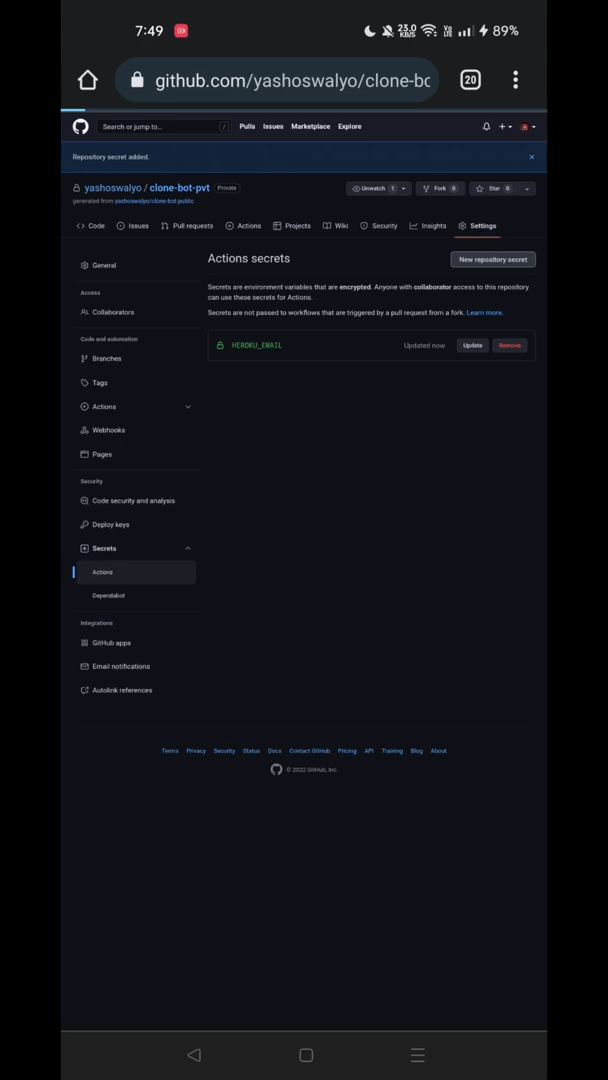 7:49 23.0 KB/S Vo LTE 89%
github.com/yashoswalyo/clone-bo 20
Search or jump to... / Pulls Issues Marketplace Explore
Repository secret added.
yashoswalyo / clone-bot-pvt Private Unwatch 1 Fork 0 Star 0
generated from yashoswalyo/clone-bot-public
Code Issues Pull requests Actions Projects Wiki Security Insights Settings
General
Access
Collaborators
Code and automation
Branches
Tags
Actions
Webhooks
Pages
Security
Code security and analysis
Deploy keys
Secrets
Actions
Dependabot
Integrations
GitHub apps
Email notifications
Autolink references
Actions secrets New repository secret
Secrets are environment variables that are encrypted. Anyone with collaborator access to this repository
can use these secrets for Actions.
Secrets are not passed to workflows that are triggered by a pull request from a fork. Learn more.
HEROKU_EMAIL Updated now Update Remove
Terms Privacy Security Status Docs Contact GitHub Pricing API Training Blog About
© 2022 GitHub, Inc.